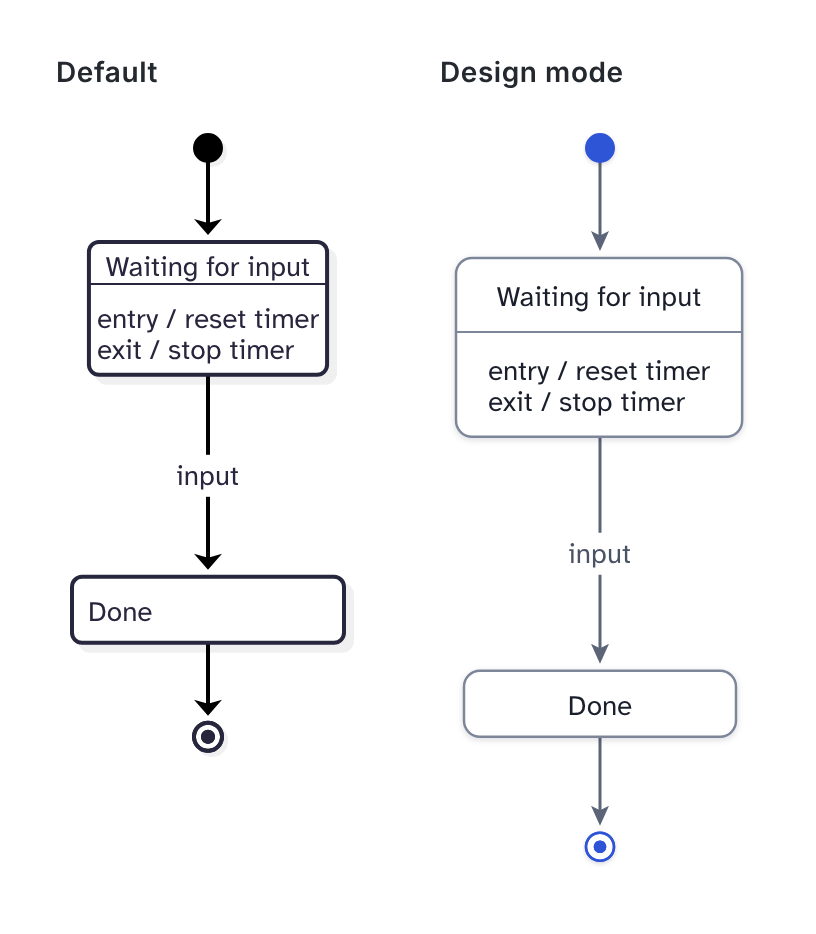 Default
Waiting for input
entry / reset timer
exit / stop timer
input
Done
Design mode
Waiting for input
entry / reset timer
exit / stop timer
input
Done